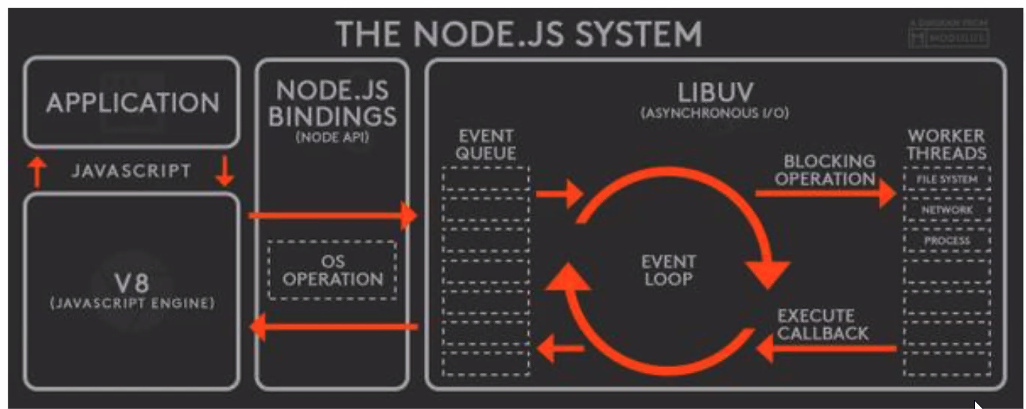 THE NODE.JS SYSTEM
A DIAGRAM FROM
MODULUS
APPLICATION
JAVASCRIPT
V8
(JAVASCRIPT ENGINE)
NODE.JS
BINDINGS
(NODE API)
OS
OPERATION
LIBUV
(ASYNCHRONOUS I/O)
EVENT
QUEUE
EVENT
LOOP
BLOCKING
OPERATION
EXECUTE
CALLBACK
WORKER
THREADS
FILE SYSTEM
NETWORK
PROCESS